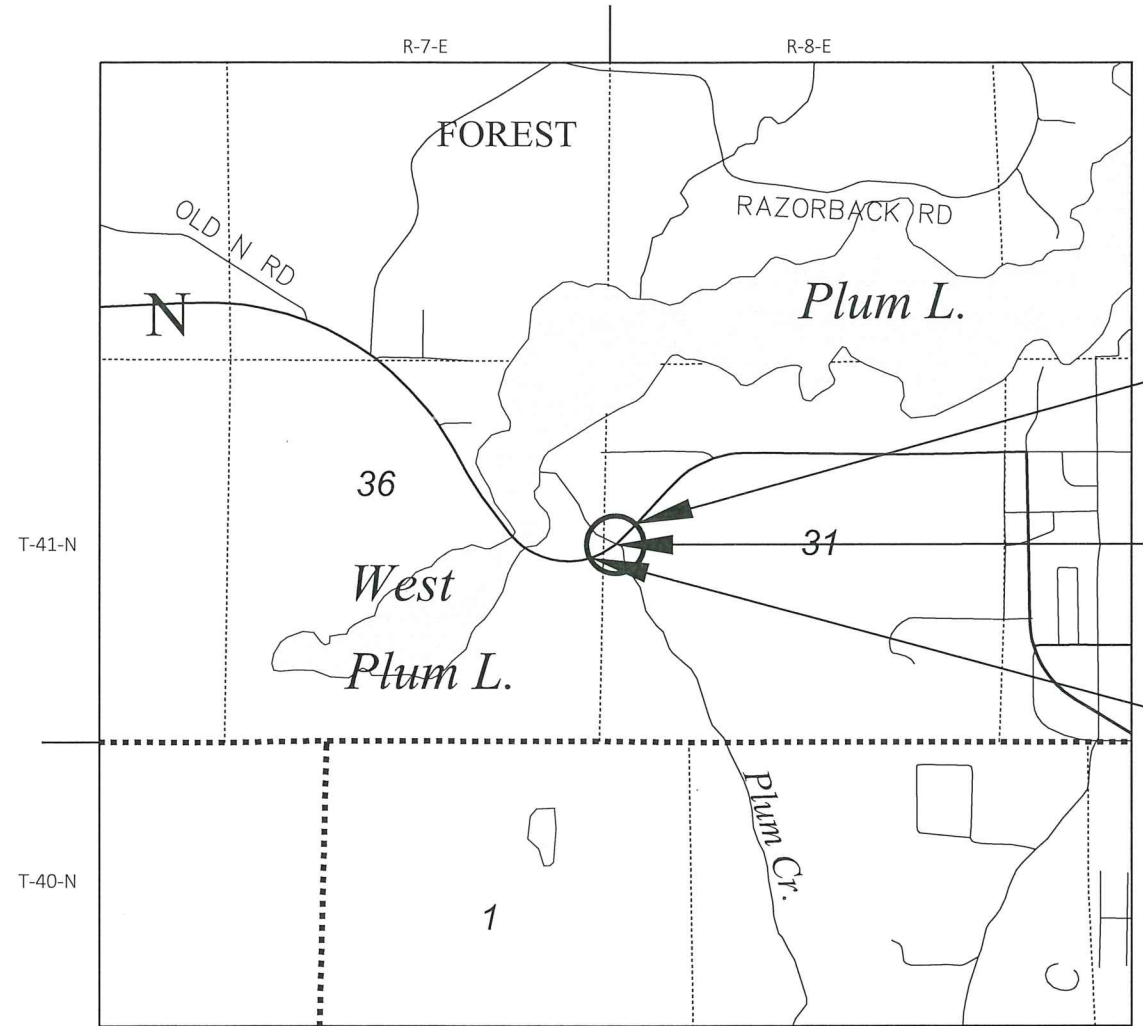 R-7-E
R-8-E
FOREST
OLD N RD
RAZORBACK RD
N
Plum L.
36
T-41-N
31
West
Plum L.
Plum Cr.
T-40-N
1
C